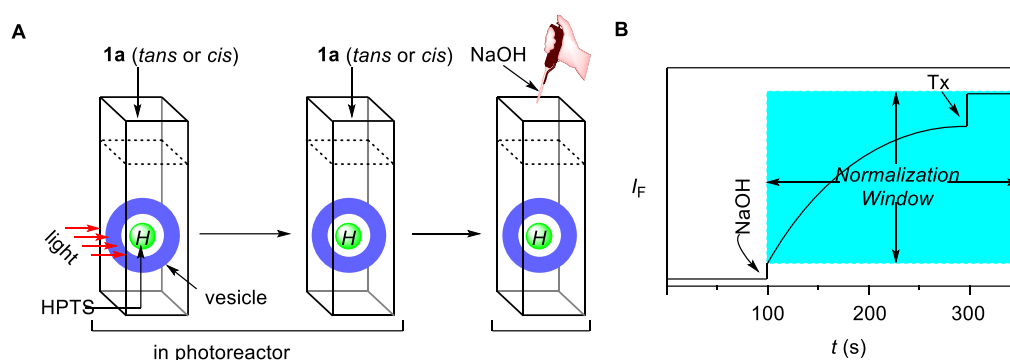 A
1a (tans or cis)
1a (tans or cis)
NaOH
light
H
H
H
HPTS
vesicle
in photoreactor
B
Tx
IF
NaOH
Normalization
Window
100
200
300
t (s)